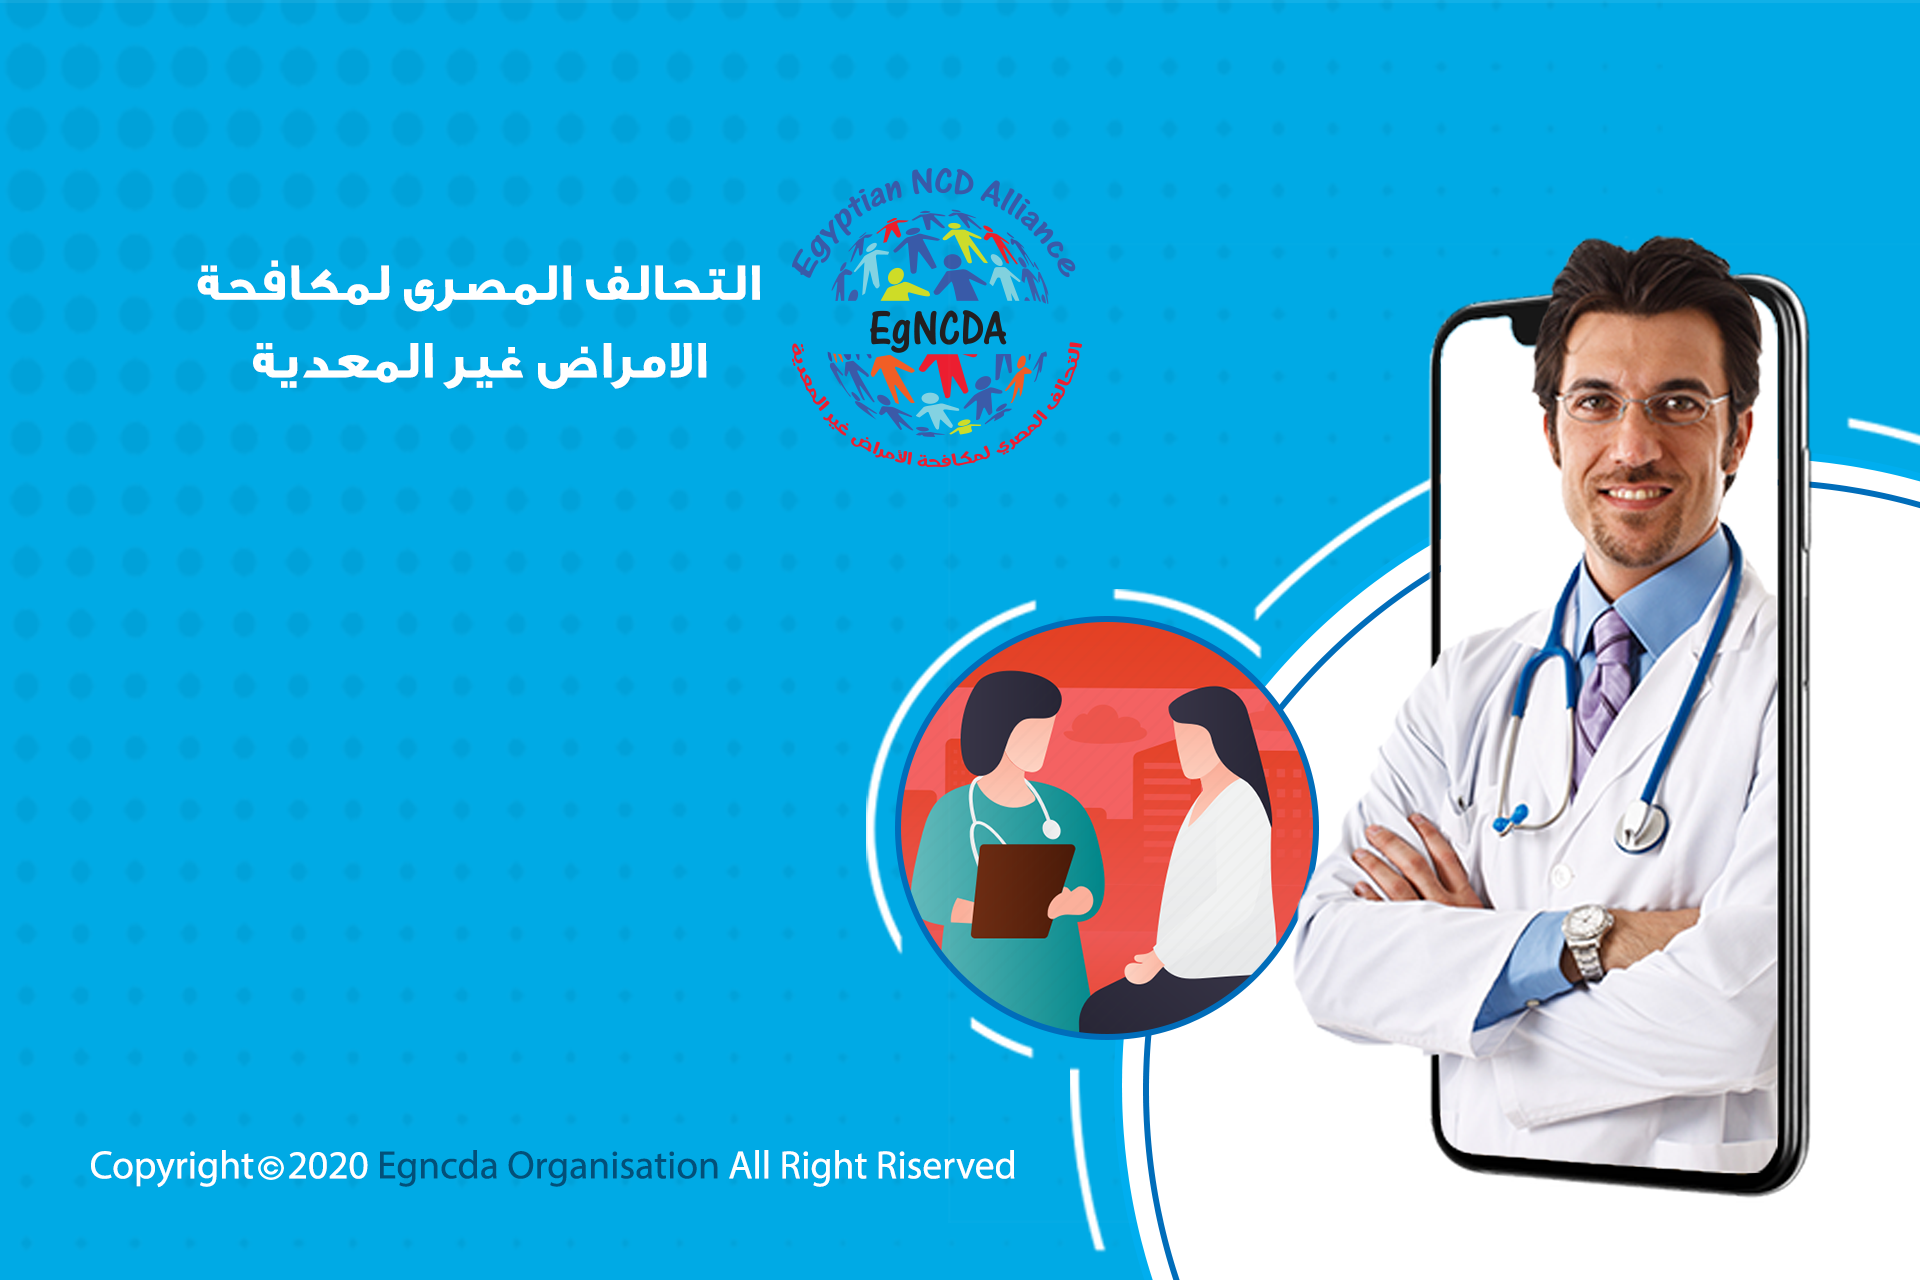 التحالف المصرى لمكافحة
الامراض غير المعدية
Egyptian NCD Alliance
EgNCDA
التحالف المصري لمكافحة الامراض غير المعدية
Copyright©2020 Egncda Organisation All Right Riserved